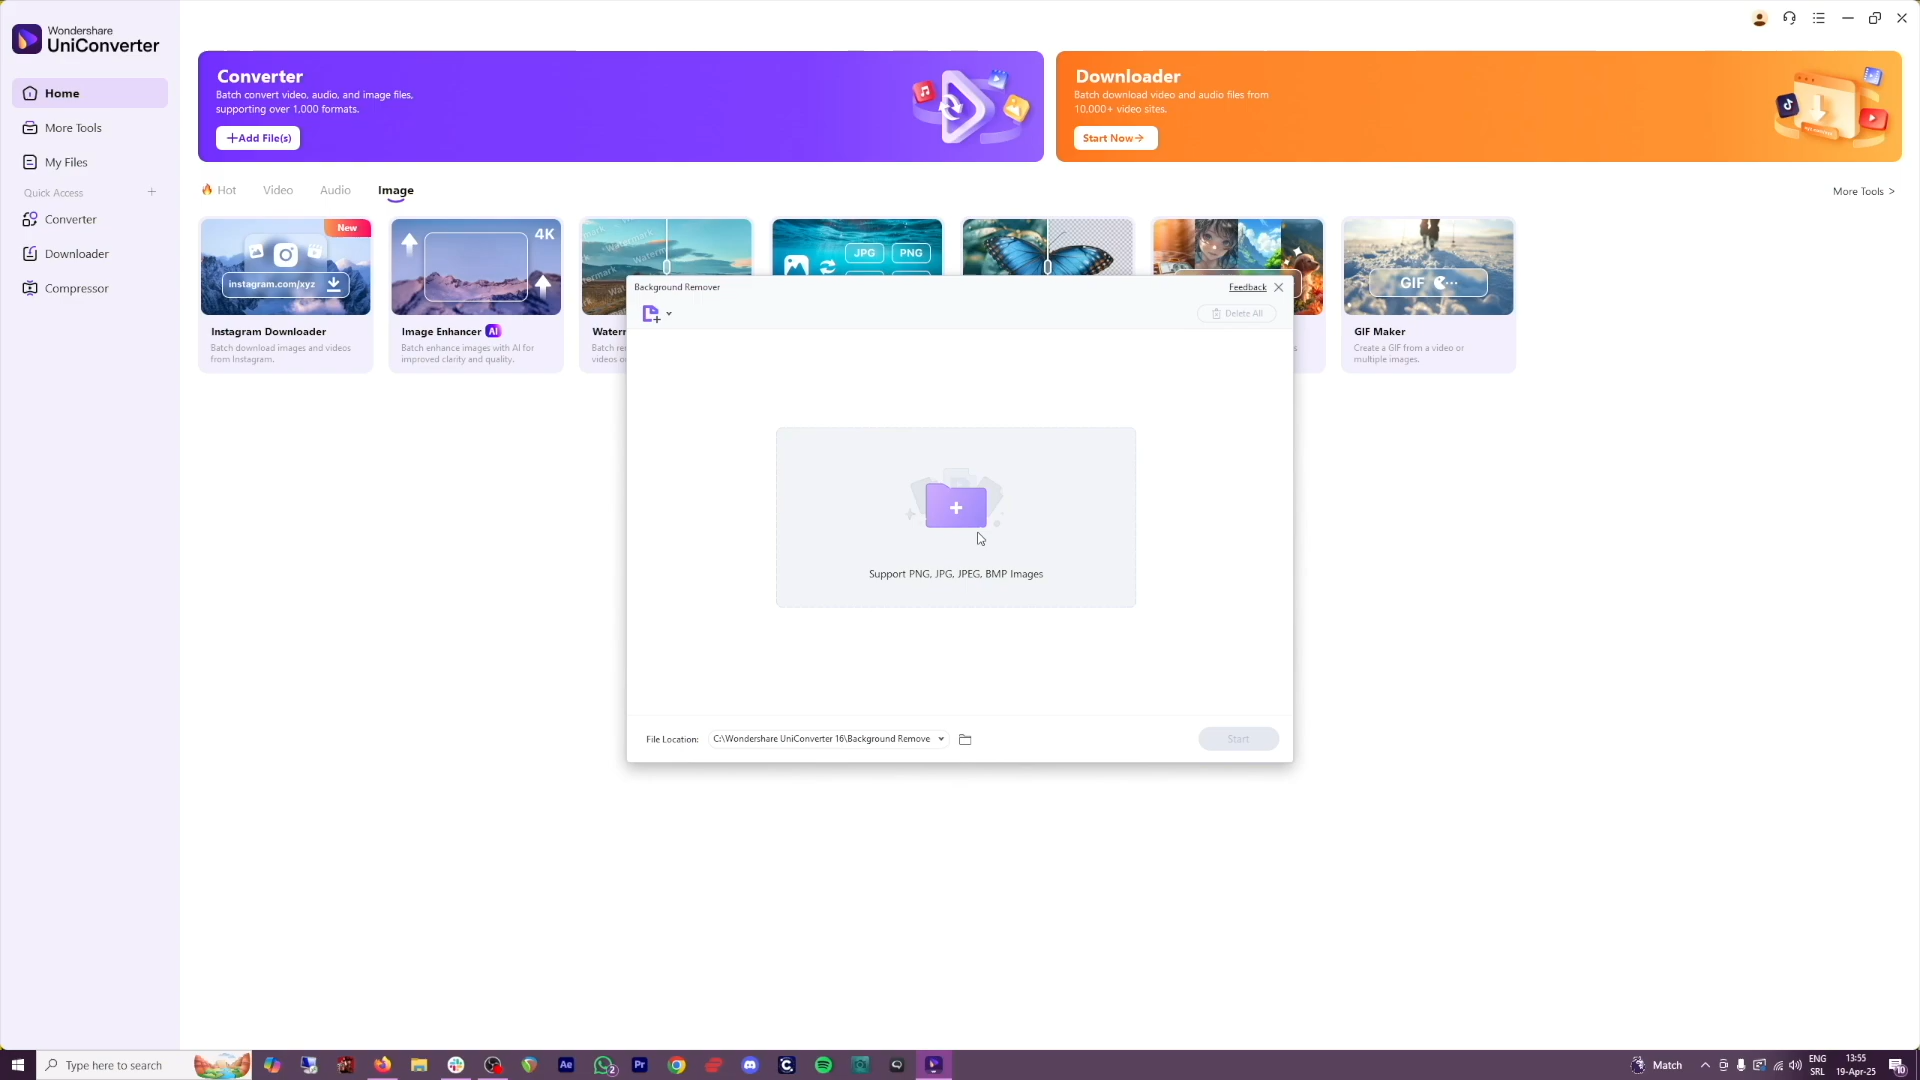 Wondershare
UniConverter
Home
More Tools
My Files
Quick Access
Converter
Downloader
Compressor
Converter
Batch convert video, audio, and image files,
supporting over 1,000 formats.
+Add File(s)
Downloader
Batch download video and audio files from
10,000+ video sites.
Start Now→
Hot
Video
Audio
Image
More Tools >
New
instagram.com/xyz
Instagram Downloader
Batch download images and videos
from Instagram.
4K
Image Enhancer AI
Batch enhance images with AI for
improved clarity and quality.
Watermark
Watermark
JPG
PNG
GIF
GIF Maker
Create a GIF from a video or
multiple images.
Background Remover
Feedback
Delete All
Support PNG, JPG, JPEG, BMP Images
File Location:
C:\Wondershare UniConverter 16\Background Remove
Start
Type here to search
Ae
2
Pr
Match
ENG
SRL
13:55
19-Apr-25
10